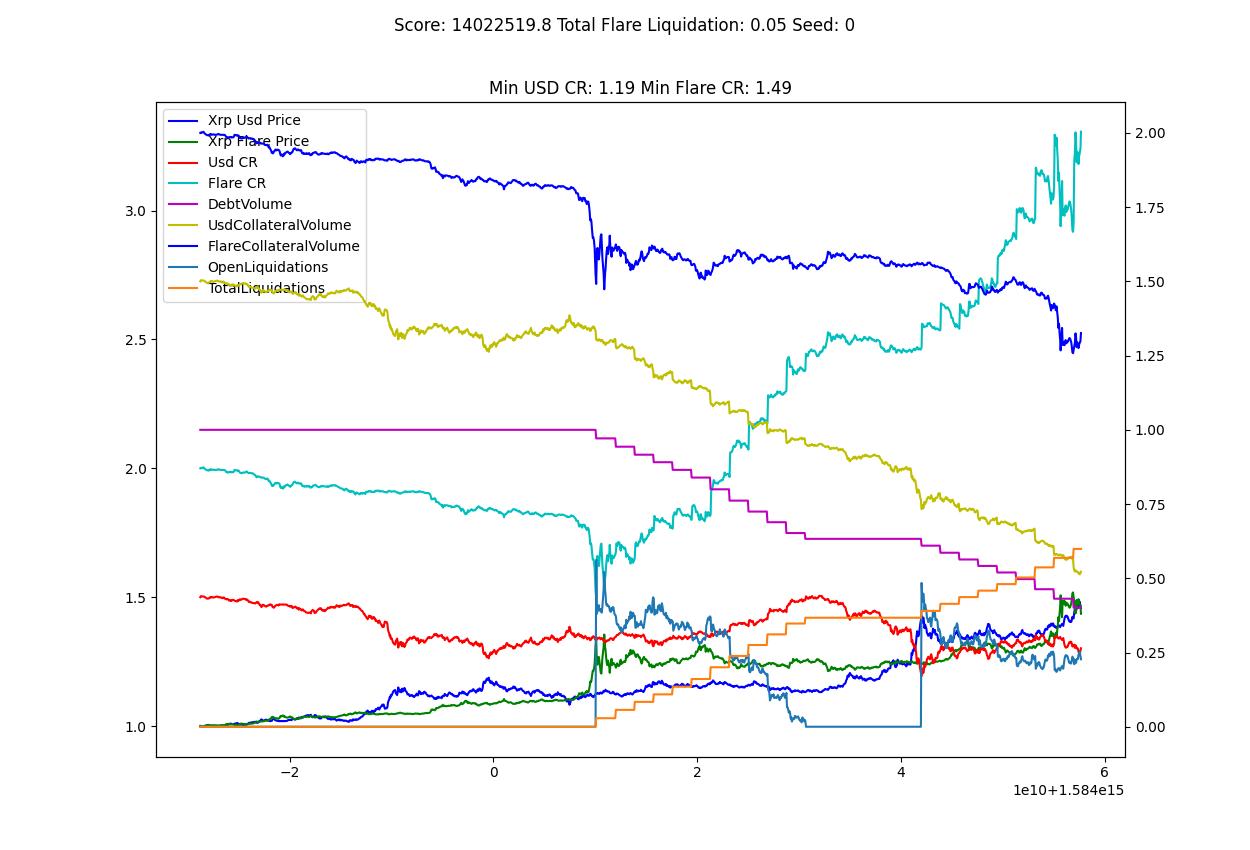 Score: 14022519.8 Total Flare Liquidation: 0.05 Seed: 0
Min USD CR: 1.19 Min Flare CR: 1.49
Xrp Usd Price
Xrp Flare Price
Usd CR
Flare CR
DebtVolume
UsdCollateralVolume
FlareCollateralVolume
OpenLiquidations
TotalLiquidations
3.0
2.5
2.0
1.5
1.0
2.00
1.75
1.50
1.25
1.00
0.75
0.50
0.25
0.00
−2 0 2 4 6
1e10+1.584e15